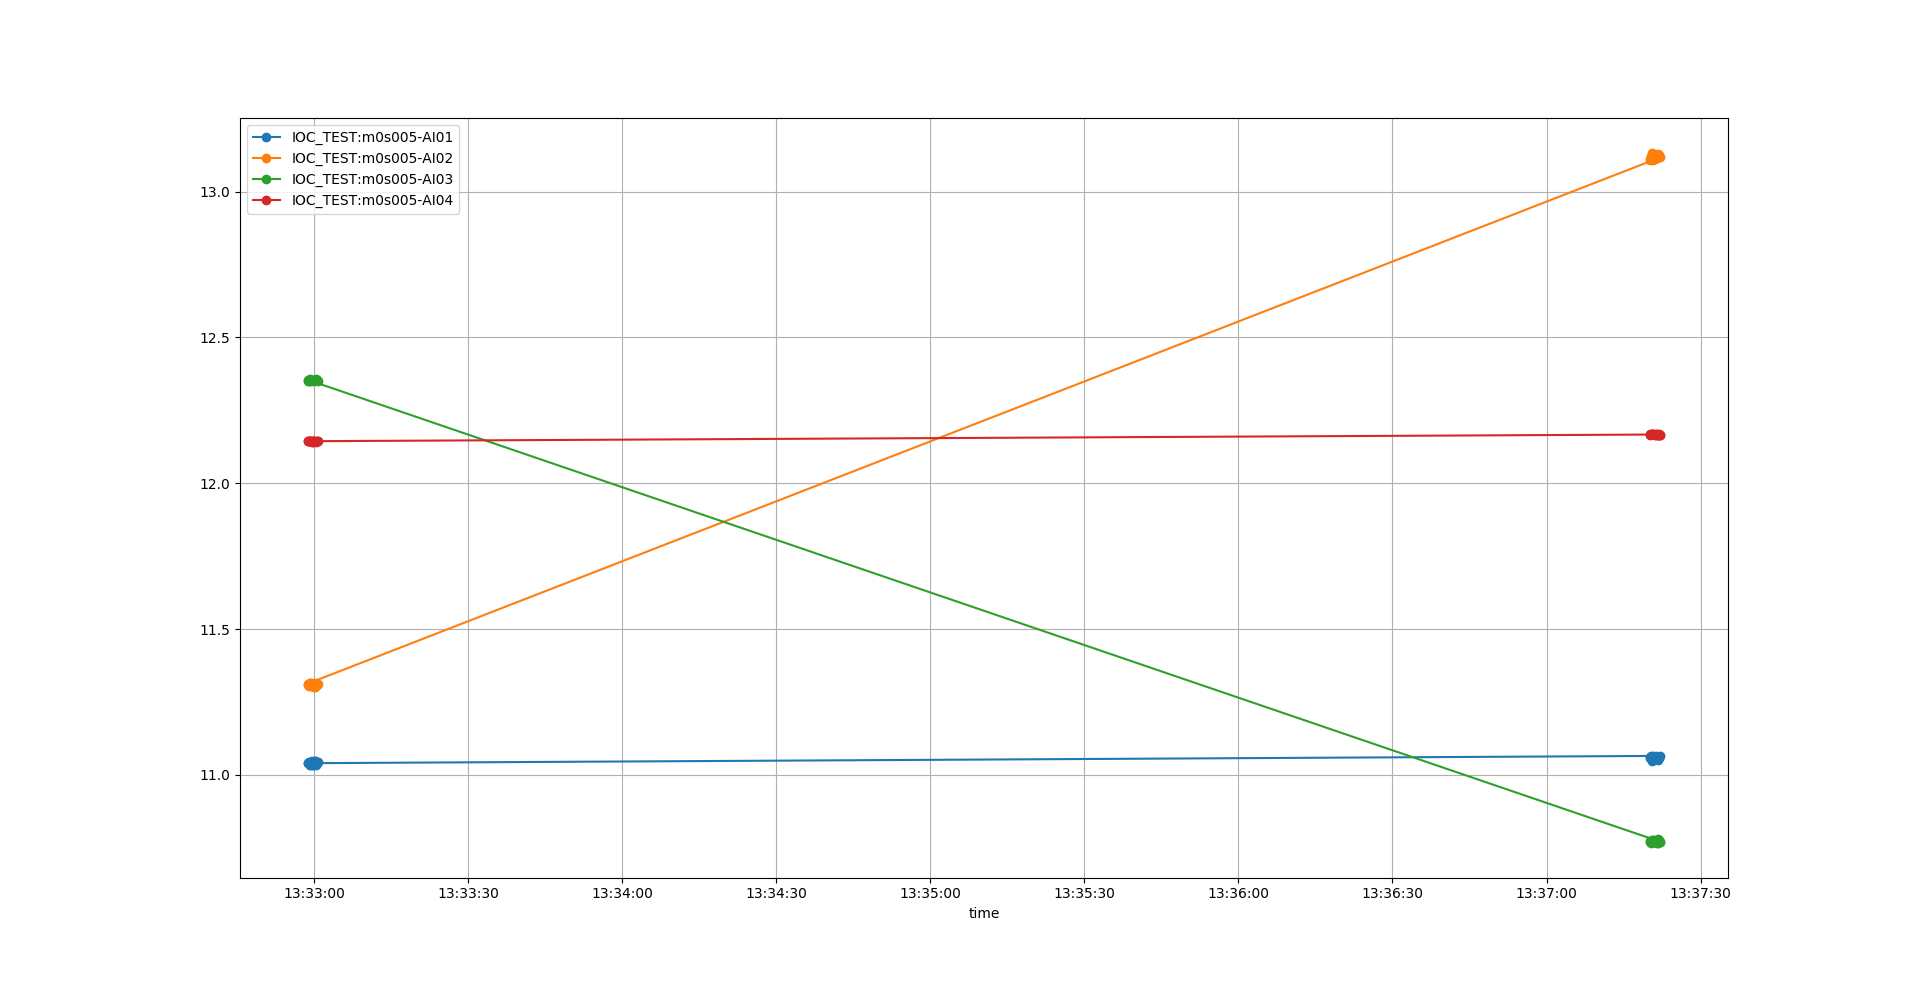 IOC_TEST:m0s005-AI01
IOC_TEST:m0s005-AI02
IOC_TEST:m0s005-AI03
IOC_TEST:m0s005-AI04
13.0
12.5
12.0
11.5
11.0
13:33:00 13:33:30 13:34:00 13:34:30 13:35:00 13:35:30 13:36:00 13:36:30 13:37:00 13:37:30
time